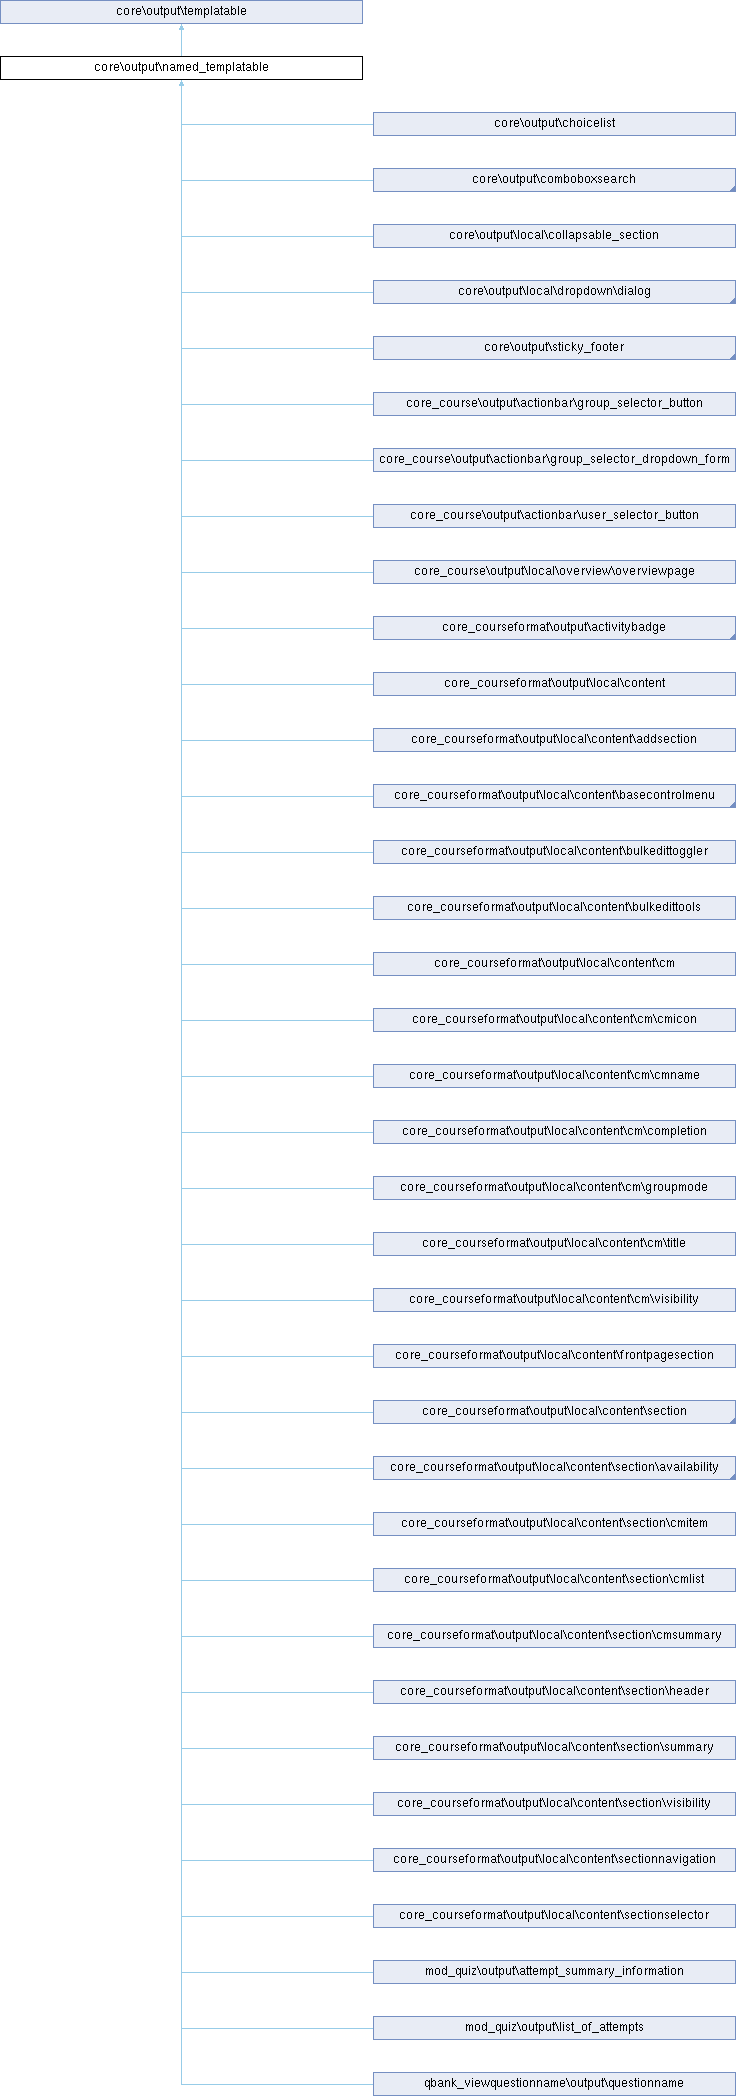 core\output\templatable
core\output\named_templatable
core\output\choicelist
core\output\comboboxsearch
core\output\local\collapsable_section
core\output\local\dropdown\dialog
core\output\sticky_footer
core_course\output\actionbar\group_selector_button
core_course\output\actionbar\group_selector_dropdown_form
core_course\output\actionbar\user_selector_button
core_course\output\local\overview\overviewpage
core_courseformat\output\activitybadge
core_courseformat\output\local\content
core_courseformat\output\local\content\addsection
core_courseformat\output\local\content\basecontrolmenu
core_courseformat\output\local\content\bulkedittoggler
core_courseformat\output\local\content\bulkedittools
core_courseformat\output\local\content\cm
core_courseformat\output\local\content\cm\cmicon
core_courseformat\output\local\content\cm\cmname
core_courseformat\output\local\content\cm\completion
core_courseformat\output\local\content\cm\groupmode
core_courseformat\output\local\content\cm\title
core_courseformat\output\local\content\cm\visibility
core_courseformat\output\local\content\frontpagesection
core_courseformat\output\local\content\section
core_courseformat\output\local\content\section\availability
core_courseformat\output\local\content\section\cmitem
core_courseformat\output\local\content\section\cmlist
core_courseformat\output\local\content\section\cmsummary
core_courseformat\output\local\content\section\header
core_courseformat\output\local\content\section\summary
core_courseformat\output\local\content\section\visibility
core_courseformat\output\local\content\sectionnavigation
core_courseformat\output\local\content\sectionselector
mod_quiz\output\attempt_summary_information
mod_quiz\output\list_of_attempts
qbank_viewquestionname\output\questionname